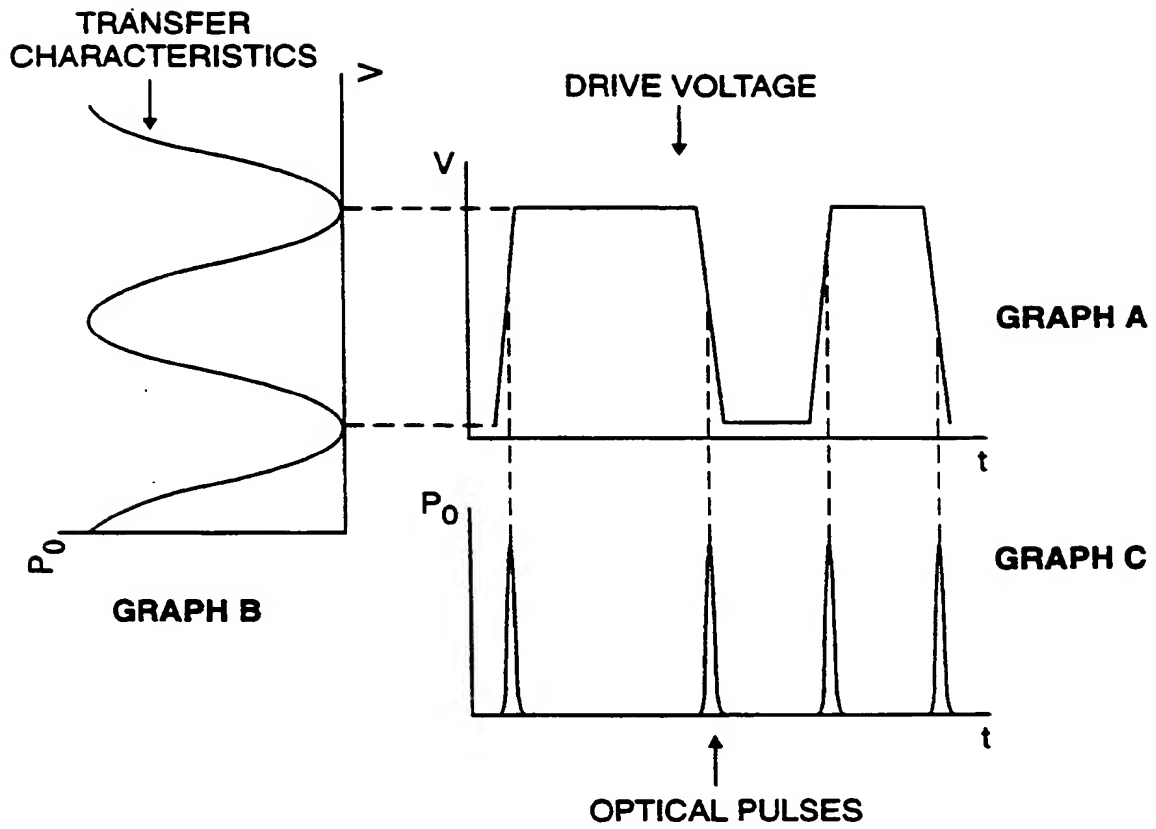 TRANSFER
CHARACTERISTICS
V
DRIVE VOLTAGE
V
GRAPH A
t
P0
GRAPH B
P0
GRAPH C
t
OPTICAL PULSES